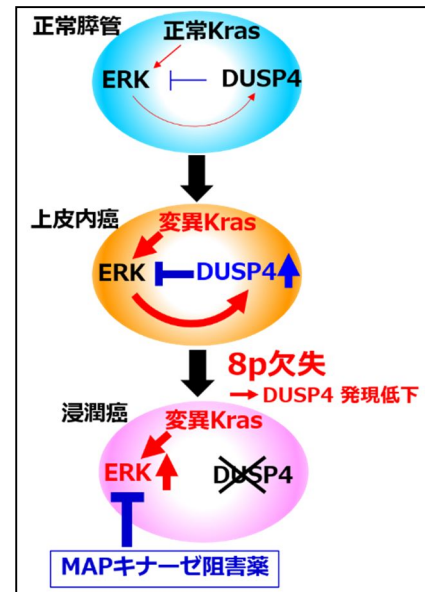 正常膵管
正常Kras
ERK DUSP4
上皮内癌
変異Kras
ERK DUSP4
8p欠失
DUSP4 発現低下
浸潤癌
変異Kras
ERK DUSP4
MAPキナーゼ阻害薬